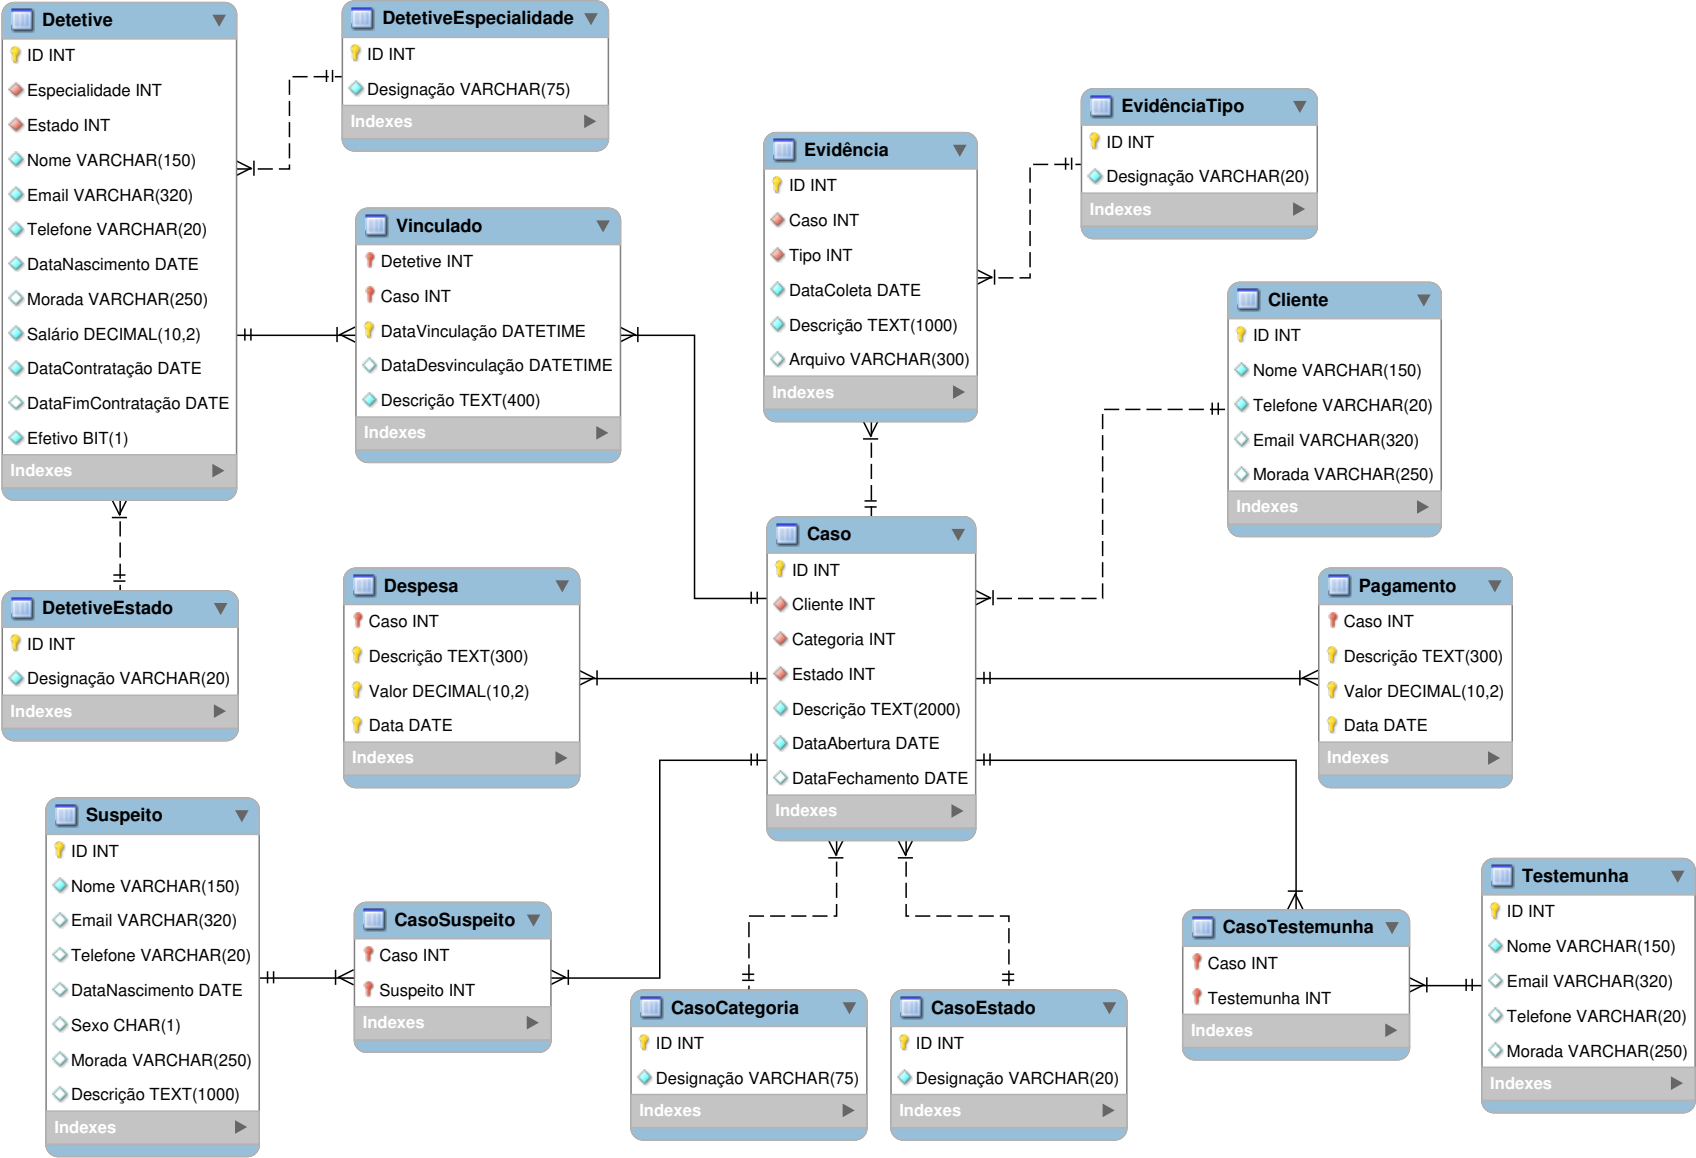 Detetive
ID INT
Especialidade INT
Estado INT
Nome VARCHAR(150)
Email VARCHAR(320)
Telefone VARCHAR(20)
DataNascimento DATE
Morada VARCHAR(250)
Salário DECIMAL(10,2)
DataContratação DATE
DataFimContratação DATE
Efetivo BIT(1)
Indexes
DetetiveEspecialidade
ID INT
Designação VARCHAR(75)
Indexes
Vinculado
Detetive INT
Caso INT
DataVinculação DATETIME
DataDesvinculação DATETIME
Descrição TEXT(400)
Indexes
Evidência
ID INT
Caso INT
Tipo INT
DataColeta DATE
Descrição TEXT(1000)
Arquivo VARCHAR(300)
Indexes
EvidênciaTipo
ID INT
Designação VARCHAR(20)
Indexes
Cliente
ID INT
Nome VARCHAR(150)
Telefone VARCHAR(20)
Email VARCHAR(320)
Morada VARCHAR(250)
Indexes
DetetiveEstado
ID INT
Designação VARCHAR(20)
Indexes
Despesa
Caso INT
Descrição TEXT(300)
Valor DECIMAL(10,2)
Data DATE
Indexes
Caso
ID INT
Cliente INT
Categoria INT
Estado INT
Descrição TEXT(2000)
DataAbertura DATE
DataFechamento DATE
Indexes
Pagamento
Caso INT
Descrição TEXT(300)
Valor DECIMAL(10,2)
Data DATE
Indexes
Suspeito
ID INT
Nome VARCHAR(150)
Email VARCHAR(320)
Telefone VARCHAR(20)
DataNascimento DATE
Sexo CHAR(1)
Morada VARCHAR(250)
Descrição TEXT(1000)
Indexes
CasoSuspeito
Caso INT
Suspeito INT
Indexes
CasoCategoria
ID INT
Designação VARCHAR(75)
Indexes
CasoEstado
ID INT
Designação VARCHAR(20)
Indexes
CasoTestemunha
Caso INT
Testemunha INT
Indexes
Testemunha
ID INT
Nome VARCHAR(150)
Email VARCHAR(320)
Telefone VARCHAR(20)
Morada VARCHAR(250)
Indexes